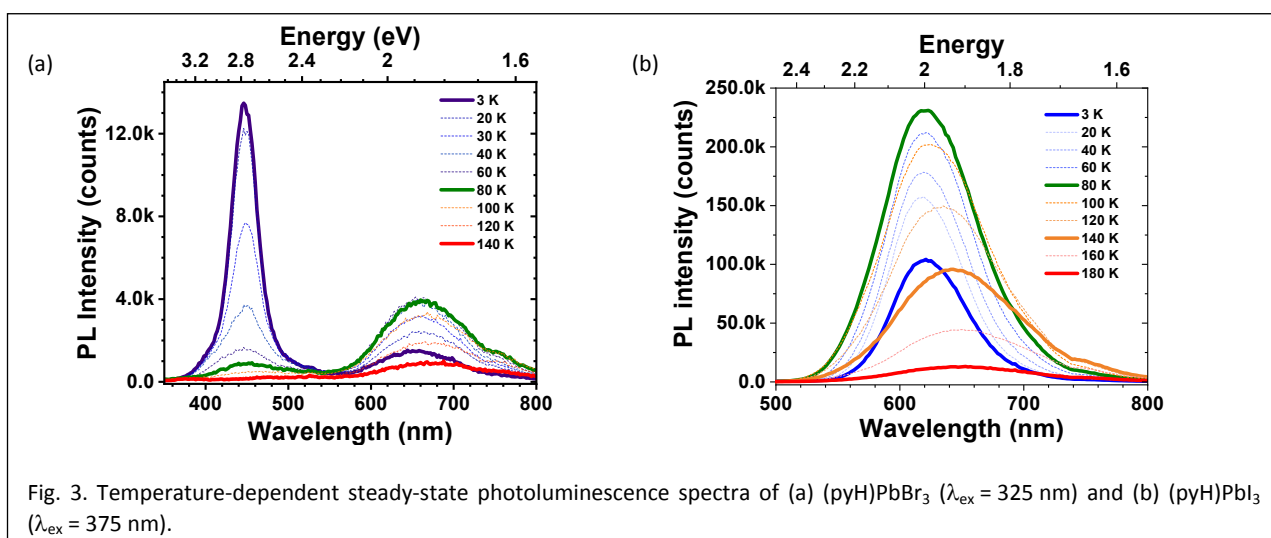 (a)
Energy (eV)
3.2 2.8 2.4 2 1.6
PL Intensity (counts)
12.0k
8.0k
4.0k
0.0
3 K
20 K
30 K
40 K
60 K
80 K
100 K
120 K
140 K
400 500 600 700 800
Wavelength (nm)
(b)
Energy
2.4 2.2 2 1.8 1.6
PL intensity (counts)
250.0k
200.0k
150.0k
100.0k
50.0k
0.0
3 K
20 K
40 K
60 K
80 K
100 K
120 K
140 K
160 K
180 K
500 600 700 800
Wavelength (nm)
Fig. 3. Temperature-dependent steady-state photoluminescence spectra of (a) (pyH)PbBr₃ (λₑₓ = 325 nm) and (b) (pyH)PbI₃
(λₑₓ = 375 nm).